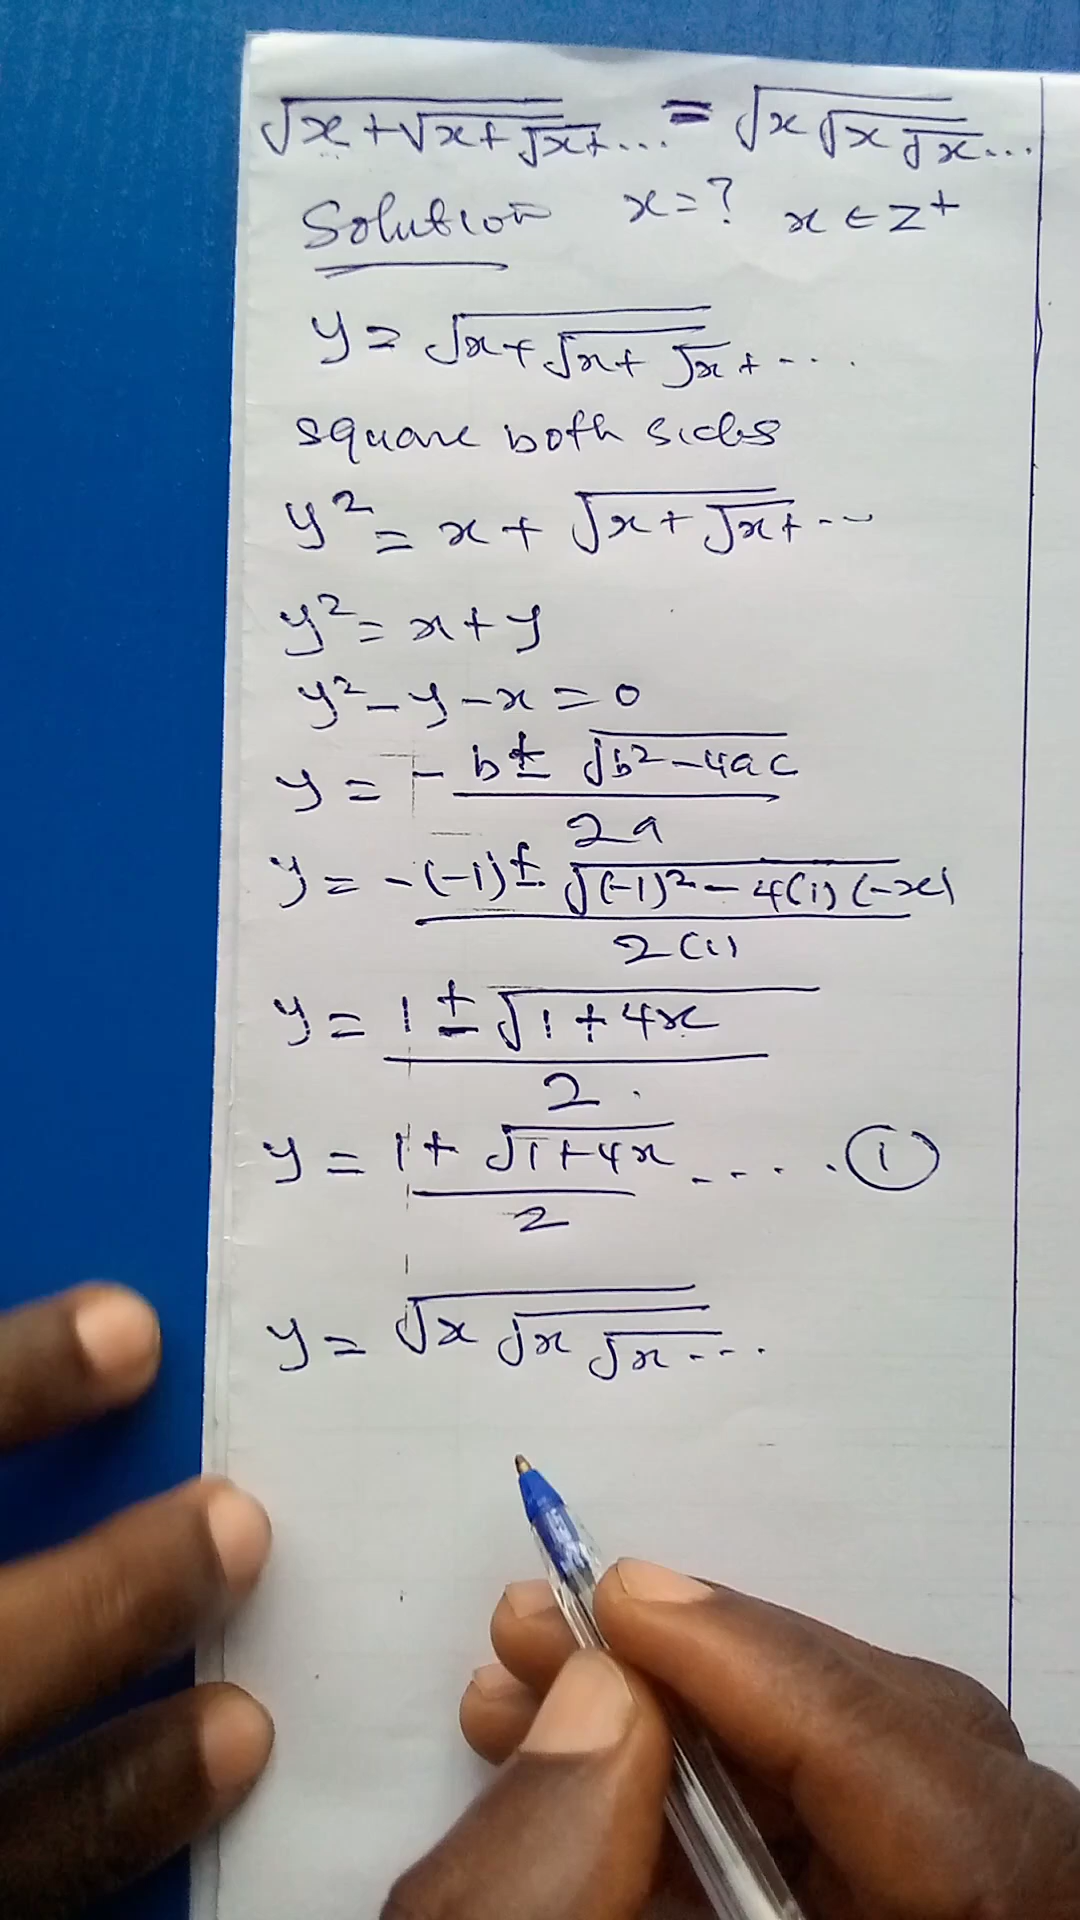 √x+√x+√x+... = √x√x√x...
Solution x=? x∈Z+
y=√x+√x+√x+...
square both sides
y²=x+√x+√x+...
y²=x+y
y²-y-x=0
y=-b±√b²-4ac
2a
y=-(-1)±√(-1)²-4(1)(-x)
2(1)
y=1±√1+4x
2
y=1+√1+4x.....①
2
y=√x√x√x...